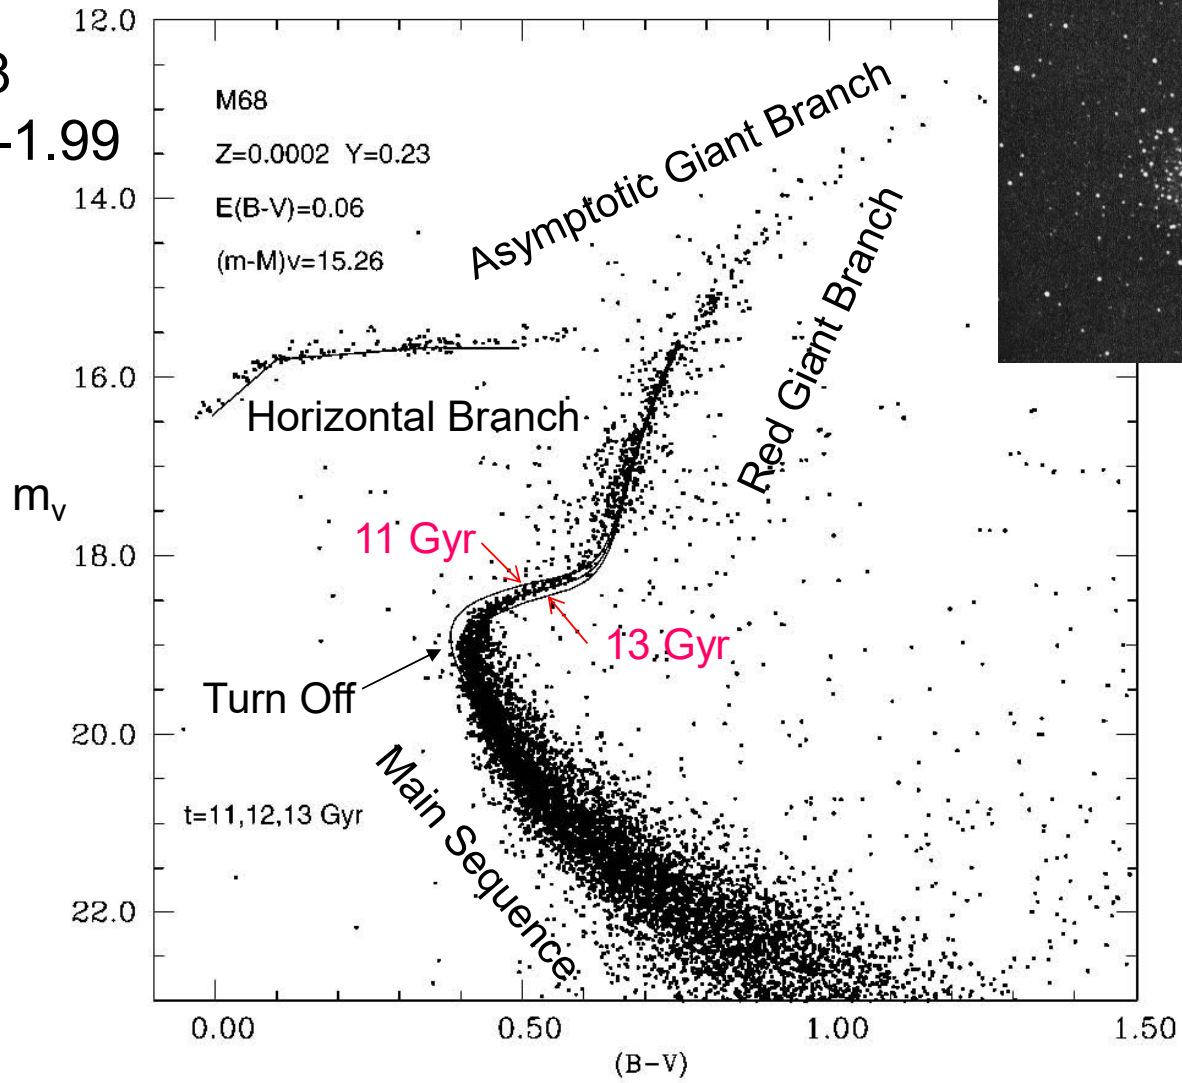 12.0
8
-1.99
M68
Z=0.0002 Y=0.23
E(B-V)=0.06
(m-M)v=15.26
14.0
Asymptotic Giant Branch
Red Giant Branch
16.0
Horizontal Branch
mv
11 Gyr
18.0
13 Gyr
Turn Off
20.0
Main Sequence
t=11,12,13 Gyr
22.0
0.00 0.50 1.00 1.50
(B-V)